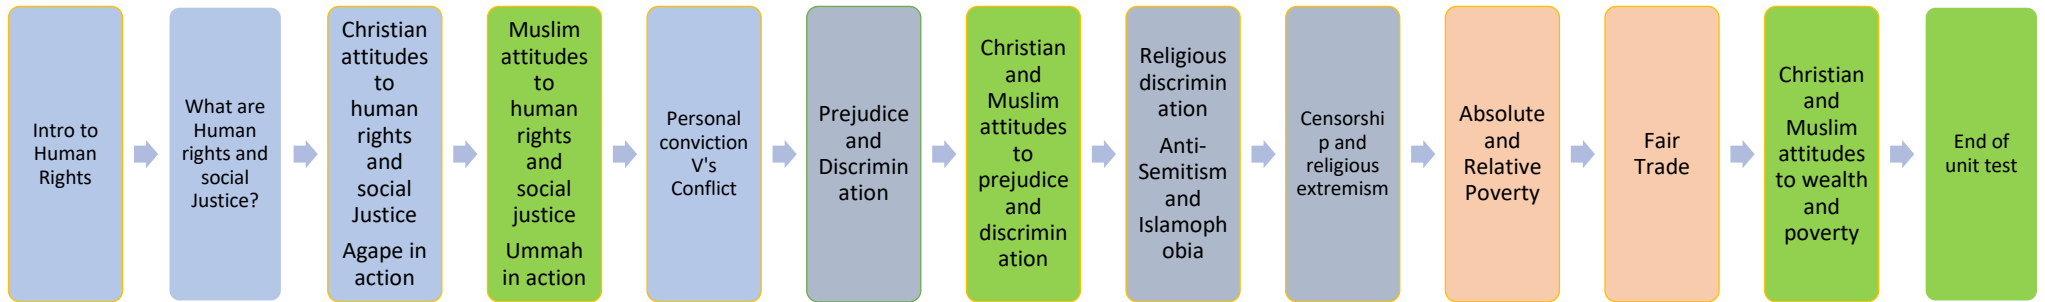 Intro to
Human
Rights
What are
Human
rights and
social
Justice?
Christian
attitudes
to
human
rights
and
social
Justice
Agape in
action
Muslim
attitudes
to
human
rights
and
social
justice
Ummah
in action
Personal
conviction
V's
Conflict
Prejudice
and
Discrimin
ation
Christian
and
Muslim
attitudes
to
prejudice
and
discrimin
ation
Religious
discrimin
ation
Anti-
Semitism
and
Islamoph
obia
Censorshi
p and
religious
extremism
Absolute
and
Relative
Poverty
Fair
Trade
Christian
and
Muslim
attitudes
to wealth
and
poverty
End of
unit test